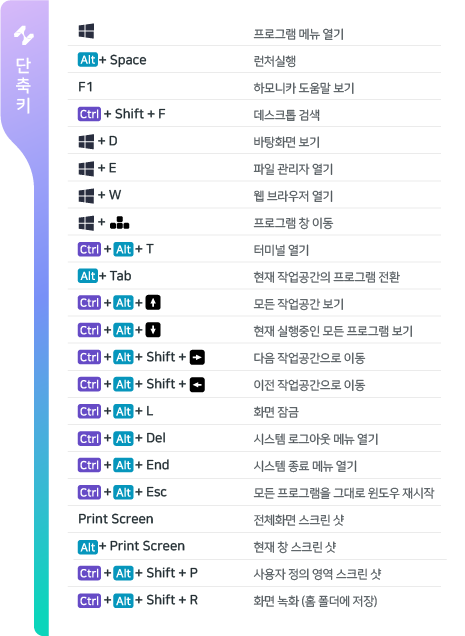 단축키
프로그램 메뉴 열기
Alt + Space 런처실행
F1 하모니카 도움말 보기
Ctrl + Shift + F 데스크톱 검색
+ D 바탕화면 보기
+ E 파일 관리자 열기
+ W 웹 브라우저 열기
+ 프로그램 창 이동
Ctrl + Alt + T 터미널 열기
Alt + Tab 현재 작업공간의 프로그램 전환
Ctrl + Alt + ↑ 모든 작업공간 보기
Ctrl + Alt + ↓ 현재 실행중인 모든 프로그램 보기
Ctrl + Alt + Shift + → 다음 작업공간으로 이동
Ctrl + Alt + Shift + ← 이전 작업공간으로 이동
Ctrl + Alt + L 화면 잠금
Ctrl + Alt + Del 시스템 로그아웃 메뉴 열기
Ctrl + Alt + End 시스템 종료 메뉴 열기
Ctrl + Alt + Esc 모든 프로그램을 그대로 윈도우 재시작
Print Screen 전체화면 스크린 샷
Alt + Print Screen 현재 창 스크린 샷
Ctrl + Alt + Shift + P 사용자 정의 영역 스크린 샷
Ctrl + Alt + Shift + R 화면 녹화 (홈 폴더에 저장)